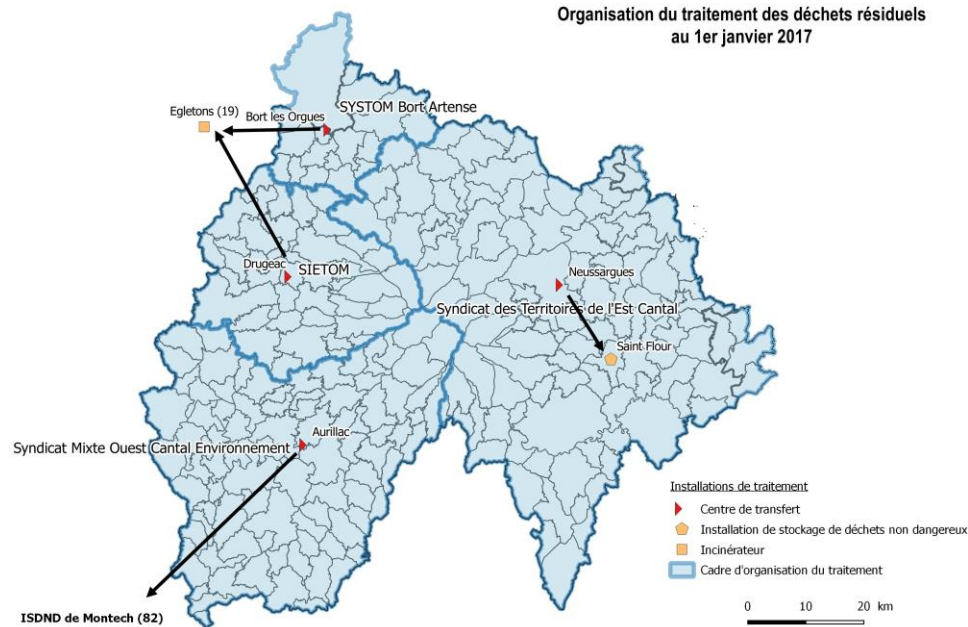 Organisation du traitement des déchets résiduels
au 1er janvier 2017
Egletons (19)
Bort les Orgues
SYSTOM Bort Artense
Drugeac
SIETOM
Neussargues
Syndicat des Territoires de l'Est Cantal
Saint Flour
Aurillac
Syndicat Mixte Ouest Cantal Environnement
ISDND de Montech (82)
Installations de traitement
Centre de transfert
Installation de stockage de déchets non dangereux
Incinérateur
Cadre d'organisation du traitement
0 10 20 km